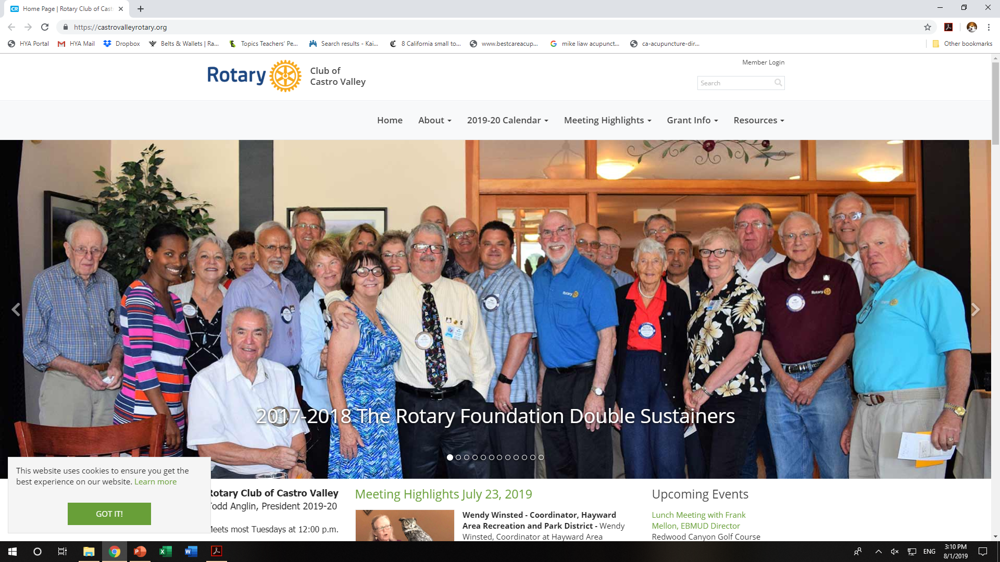 Home Page | Rotary Club of Cast
https://castrovalleyrotary.org
HYA Portal
HYA Mail
Dropbox
Belts & Wallets | Ra...
Topics Teachers' Pe...
Search results - Kai...
8 California small to...
www.bestcareacup...
mike liaw acupunct...
ca-acupuncture-dir...
Other bookmarks
Rotary
Club of
Castro Valley
Member Login
Search
Home
About
2019-20 Calendar
Meeting Highlights
Grant Info
Resources
Rotary
Rotary
2017-2018 The Rotary Foundation Double Sustainers
This website uses cookies to ensure you get the
best experience on our website. Learn more
GOT IT!
Rotary Club of Castro Valley
Todd Anglin, President 2019-20
Meets most Tuesdays at 12:00 p.m.
Meeting Highlights July 23, 2019
Wendy Winsted - Coordinator, Hayward
Area Recreation and Park District - Wendy
Winsted, Coordinator at Hayward Area
Upcoming Events
Lunch Meeting with Frank
Mellon, EBMUD Director
Redwood Canyon Golf Course
ENG
3:10 PM
8/1/2019